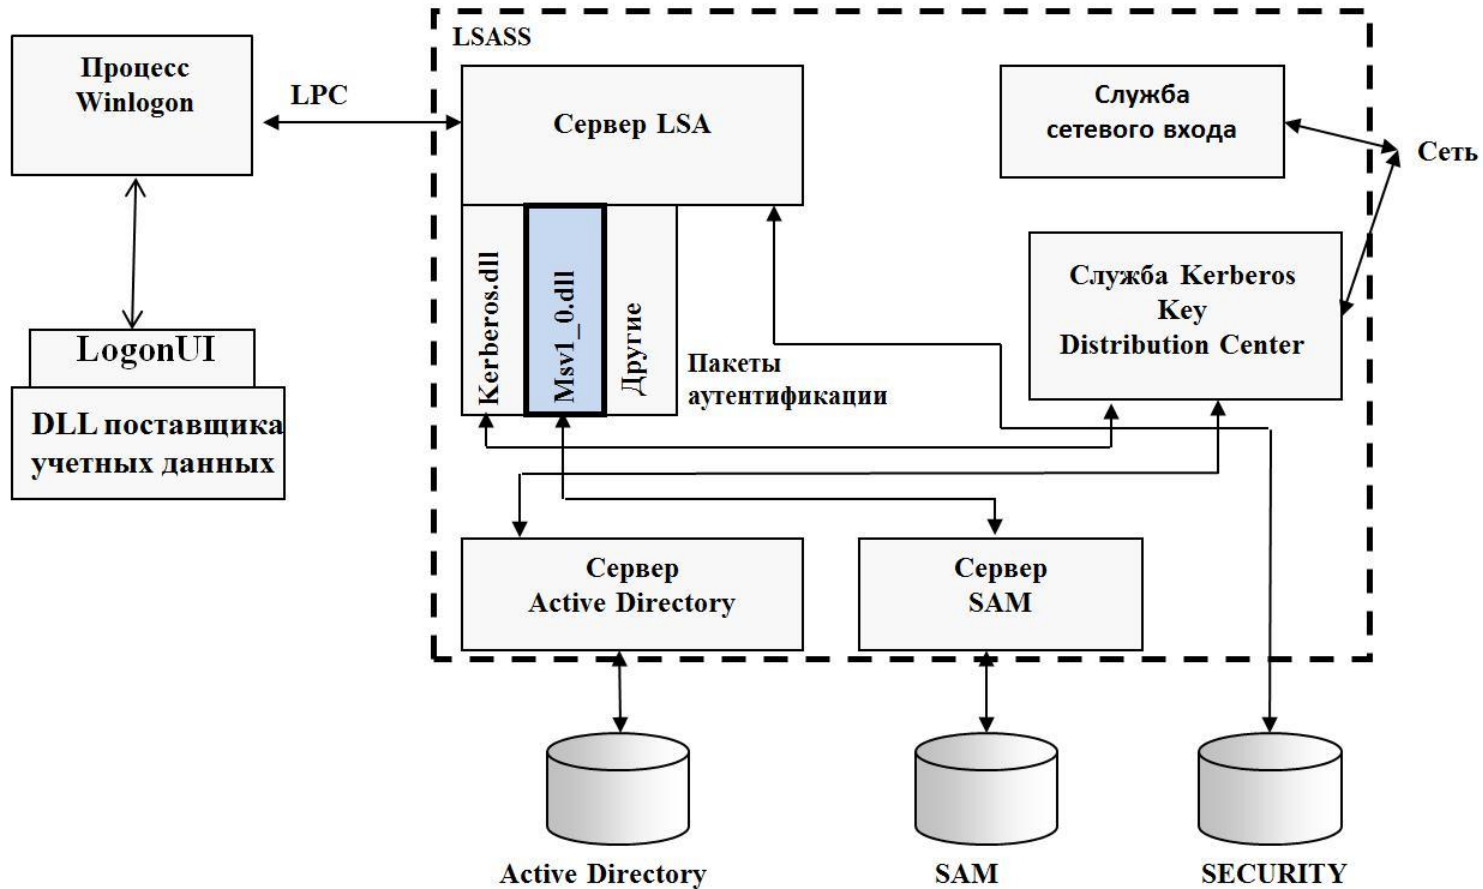 LSASS
Процесс
Winlogon
LPC
Сервер LSA
Служба
сетевого входа
Сеть
Kerberos.dll
Msv1_0.dll
Другие
Пакеты
аутентификации
Служба Kerberos
Key
Distribution Center
LogonUI
DLL поставщика
учетных данных
Сервер
Active Directory
Сервер
SAM
Active Directory
SAM
SECURITY